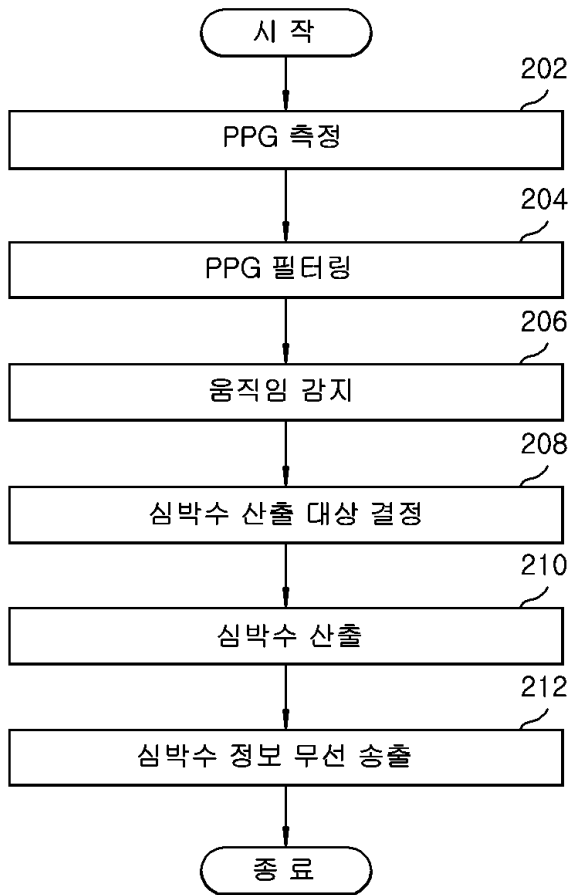 시 작
202
PPG 측정
204
PPG 필터링
206
움직임 감지
208
심박수 산출 대상 결정
210
심박수 산출
212
심박수 정보 무선 송출
종 료